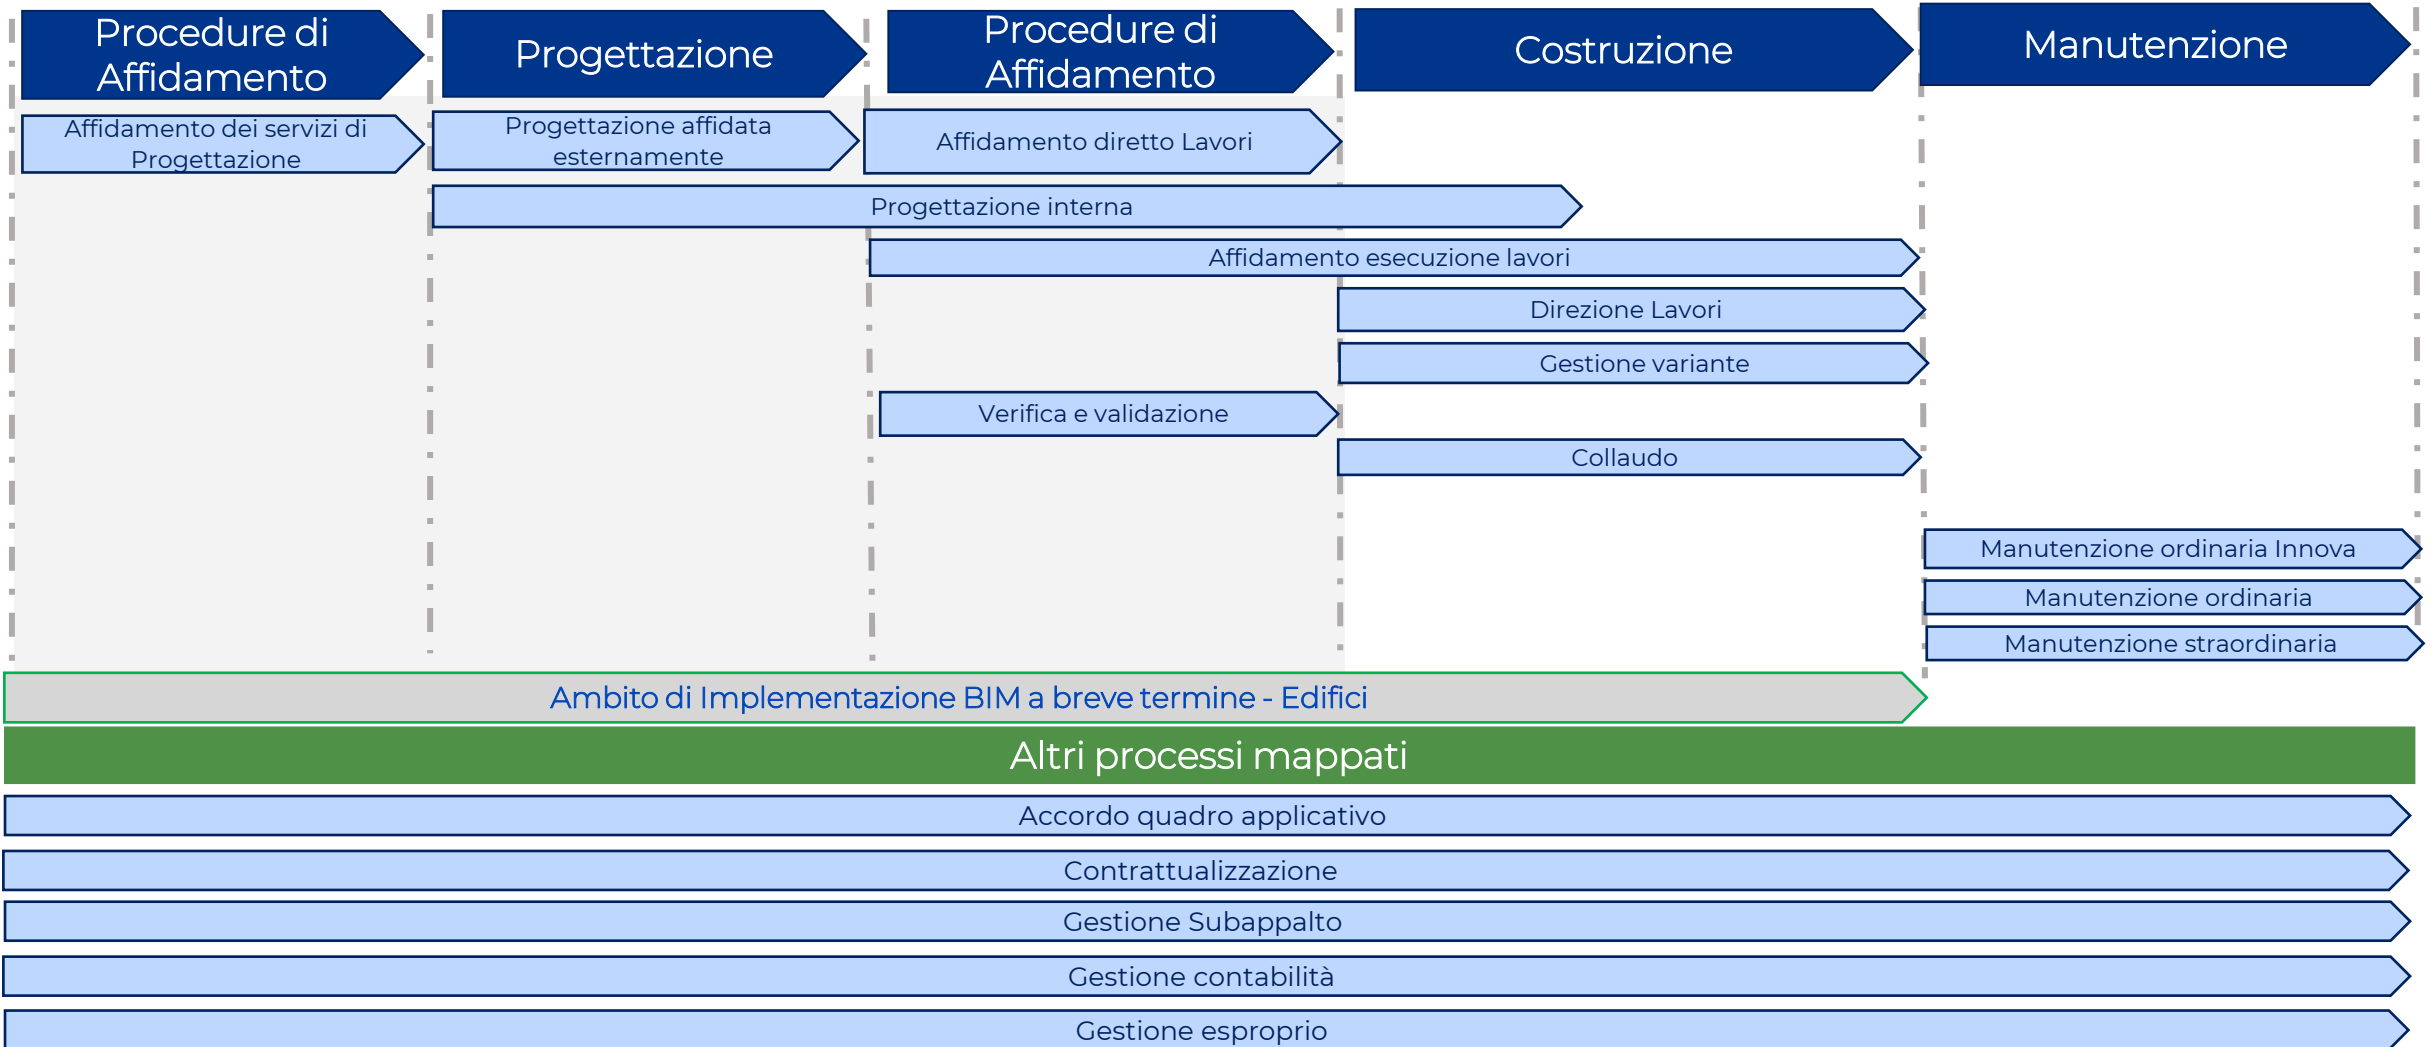 Procedure di
Affidamento
Progettazione
Procedure di
Affidamento
Costruzione
Manutenzione
Affidamento dei servizi di
Progettazione
Progettazione affidata
esternamente
Affidamento diretto Lavori
Progettazione interna
Affidamento esecuzione lavori
Direzione Lavori
Gestione variante
Verifica e validazione
Collaudo
Manutenzione ordinaria Innova
Manutenzione ordinaria
Manutenzione straordinaria
Ambito di Implementazione BIM a breve termine - Edifici
Altri processi mappati
Accordo quadro applicativo
Contrattualizzazione
Gestione Subappalto
Gestione contabilità
Gestione esproprio